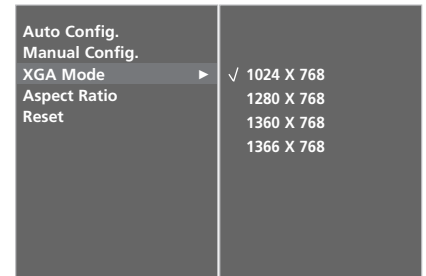 Auto Config.
Manual Config.
XGA Mode ►
Aspect Ratio
Reset
√ 1024 X 768
1280 X 768
1360 X 768
1366 X 768